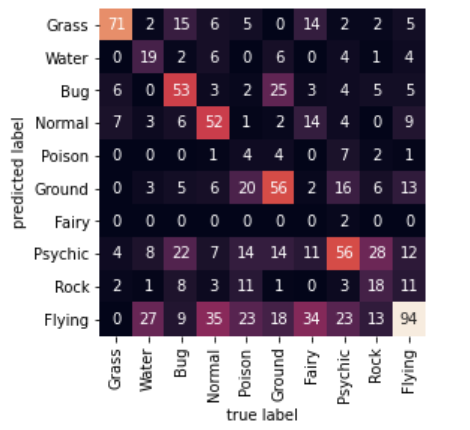 Grass 71 2 15 6 5 0 14 2 2 5
Water 0 19 2 6 0 6 0 4 1 4
Bug 6 0 53 3 2 25 3 4 5 5
Normal 7 3 6 52 1 2 14 4 0 9
Poison 0 0 0 1 4 4 0 7 2 1
Ground 0 3 5 6 20 56 2 16 6 13
Fairy 0 0 0 0 0 0 0 2 0 0
Psychic 4 8 22 7 14 14 11 56 28 12
Rock 2 1 8 3 11 1 0 3 18 11
Flying 0 27 9 35 23 18 34 23 13 94
predicted label
Grass Water Bug Normal Poison Ground Fairy Psychic Rock Flying
true label